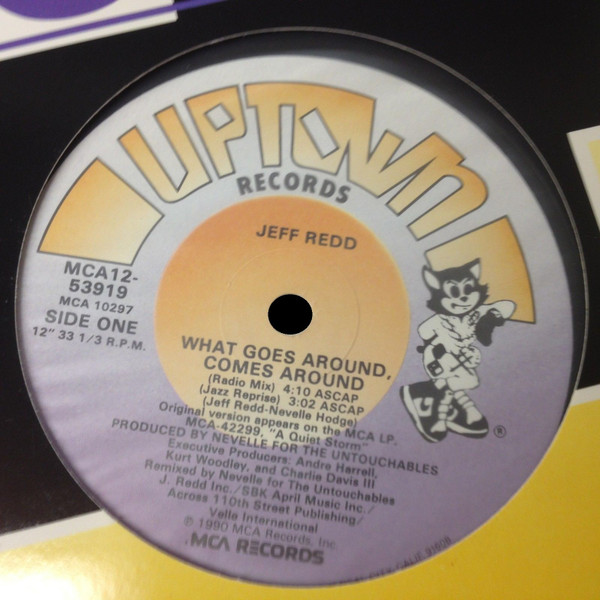 UPTOWN
RECORDS
JEFF REDD
MCA12-
53919
MCA 10297
SIDE ONE
12" 33 1/3 R.P.M.
WHAT GOES AROUND,
COMES AROUND
(Radio Mix) 4:10 ASCAP
(Jazz Reprise) 3:02 ASCAP
(Jeff Redd-Nevelle Hodge)
Original version appears on the MCA LP.
MCA-42299, "A Quiet Storm"
PRODUCED BY NEVELLE FOR THE UNTOUCHABLES
Executive Producers: Andre Harrell,
Kurt Woodley, and Charlie Davis III
Remixed by Nevelle for The Untouchables
J. Redd Inc./SBK April Music Inc./
Across 110th Street Publishing/
Velle International
℗ 1990 MCA Records, Inc.
MCA RECORDS
®